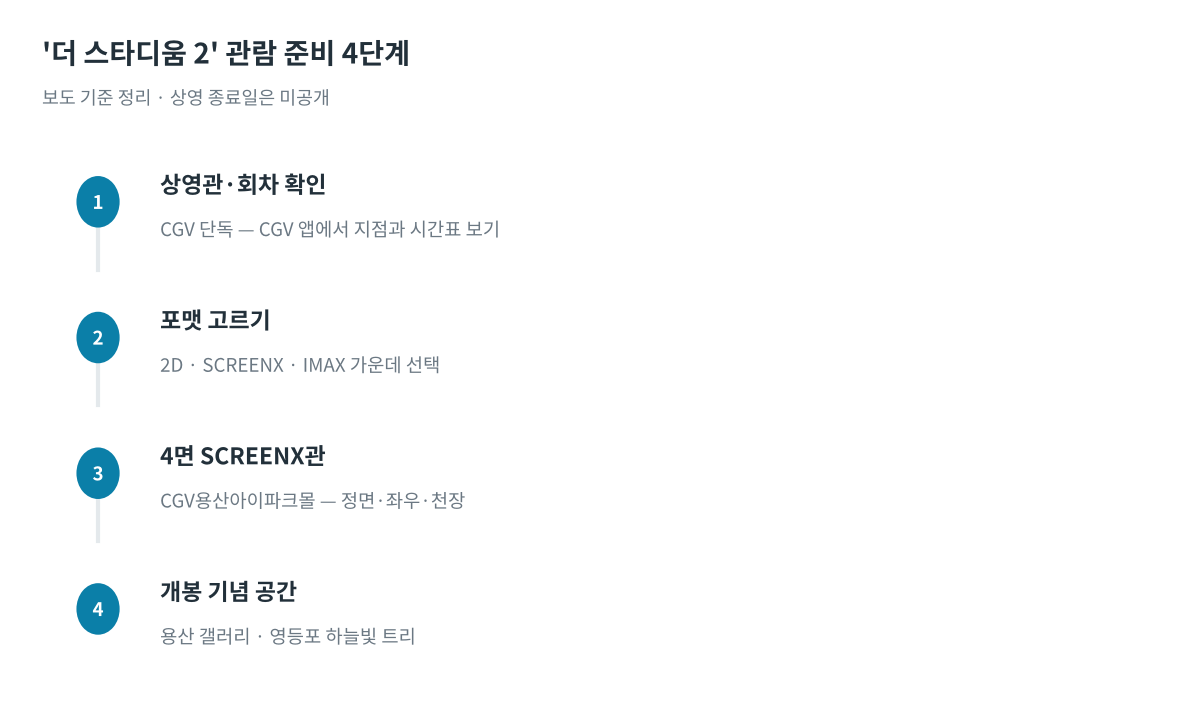 '더 스타디움 2' 관람 준비 4단계
보도 기준 정리 · 상영 종료일은 미공개
1
상영관·회차 확인
CGV 단독 — CGV 앱에서 지점과 시간표 보기
2
포맷 고르기
2D · SCREENX · IMAX 가운데 선택
3
4면 SCREENX관
CGV용산아이파크몰 — 정면·좌우·천장
4
개봉 기념 공간
용산 갤러리 · 영등포 하늘빛 트리